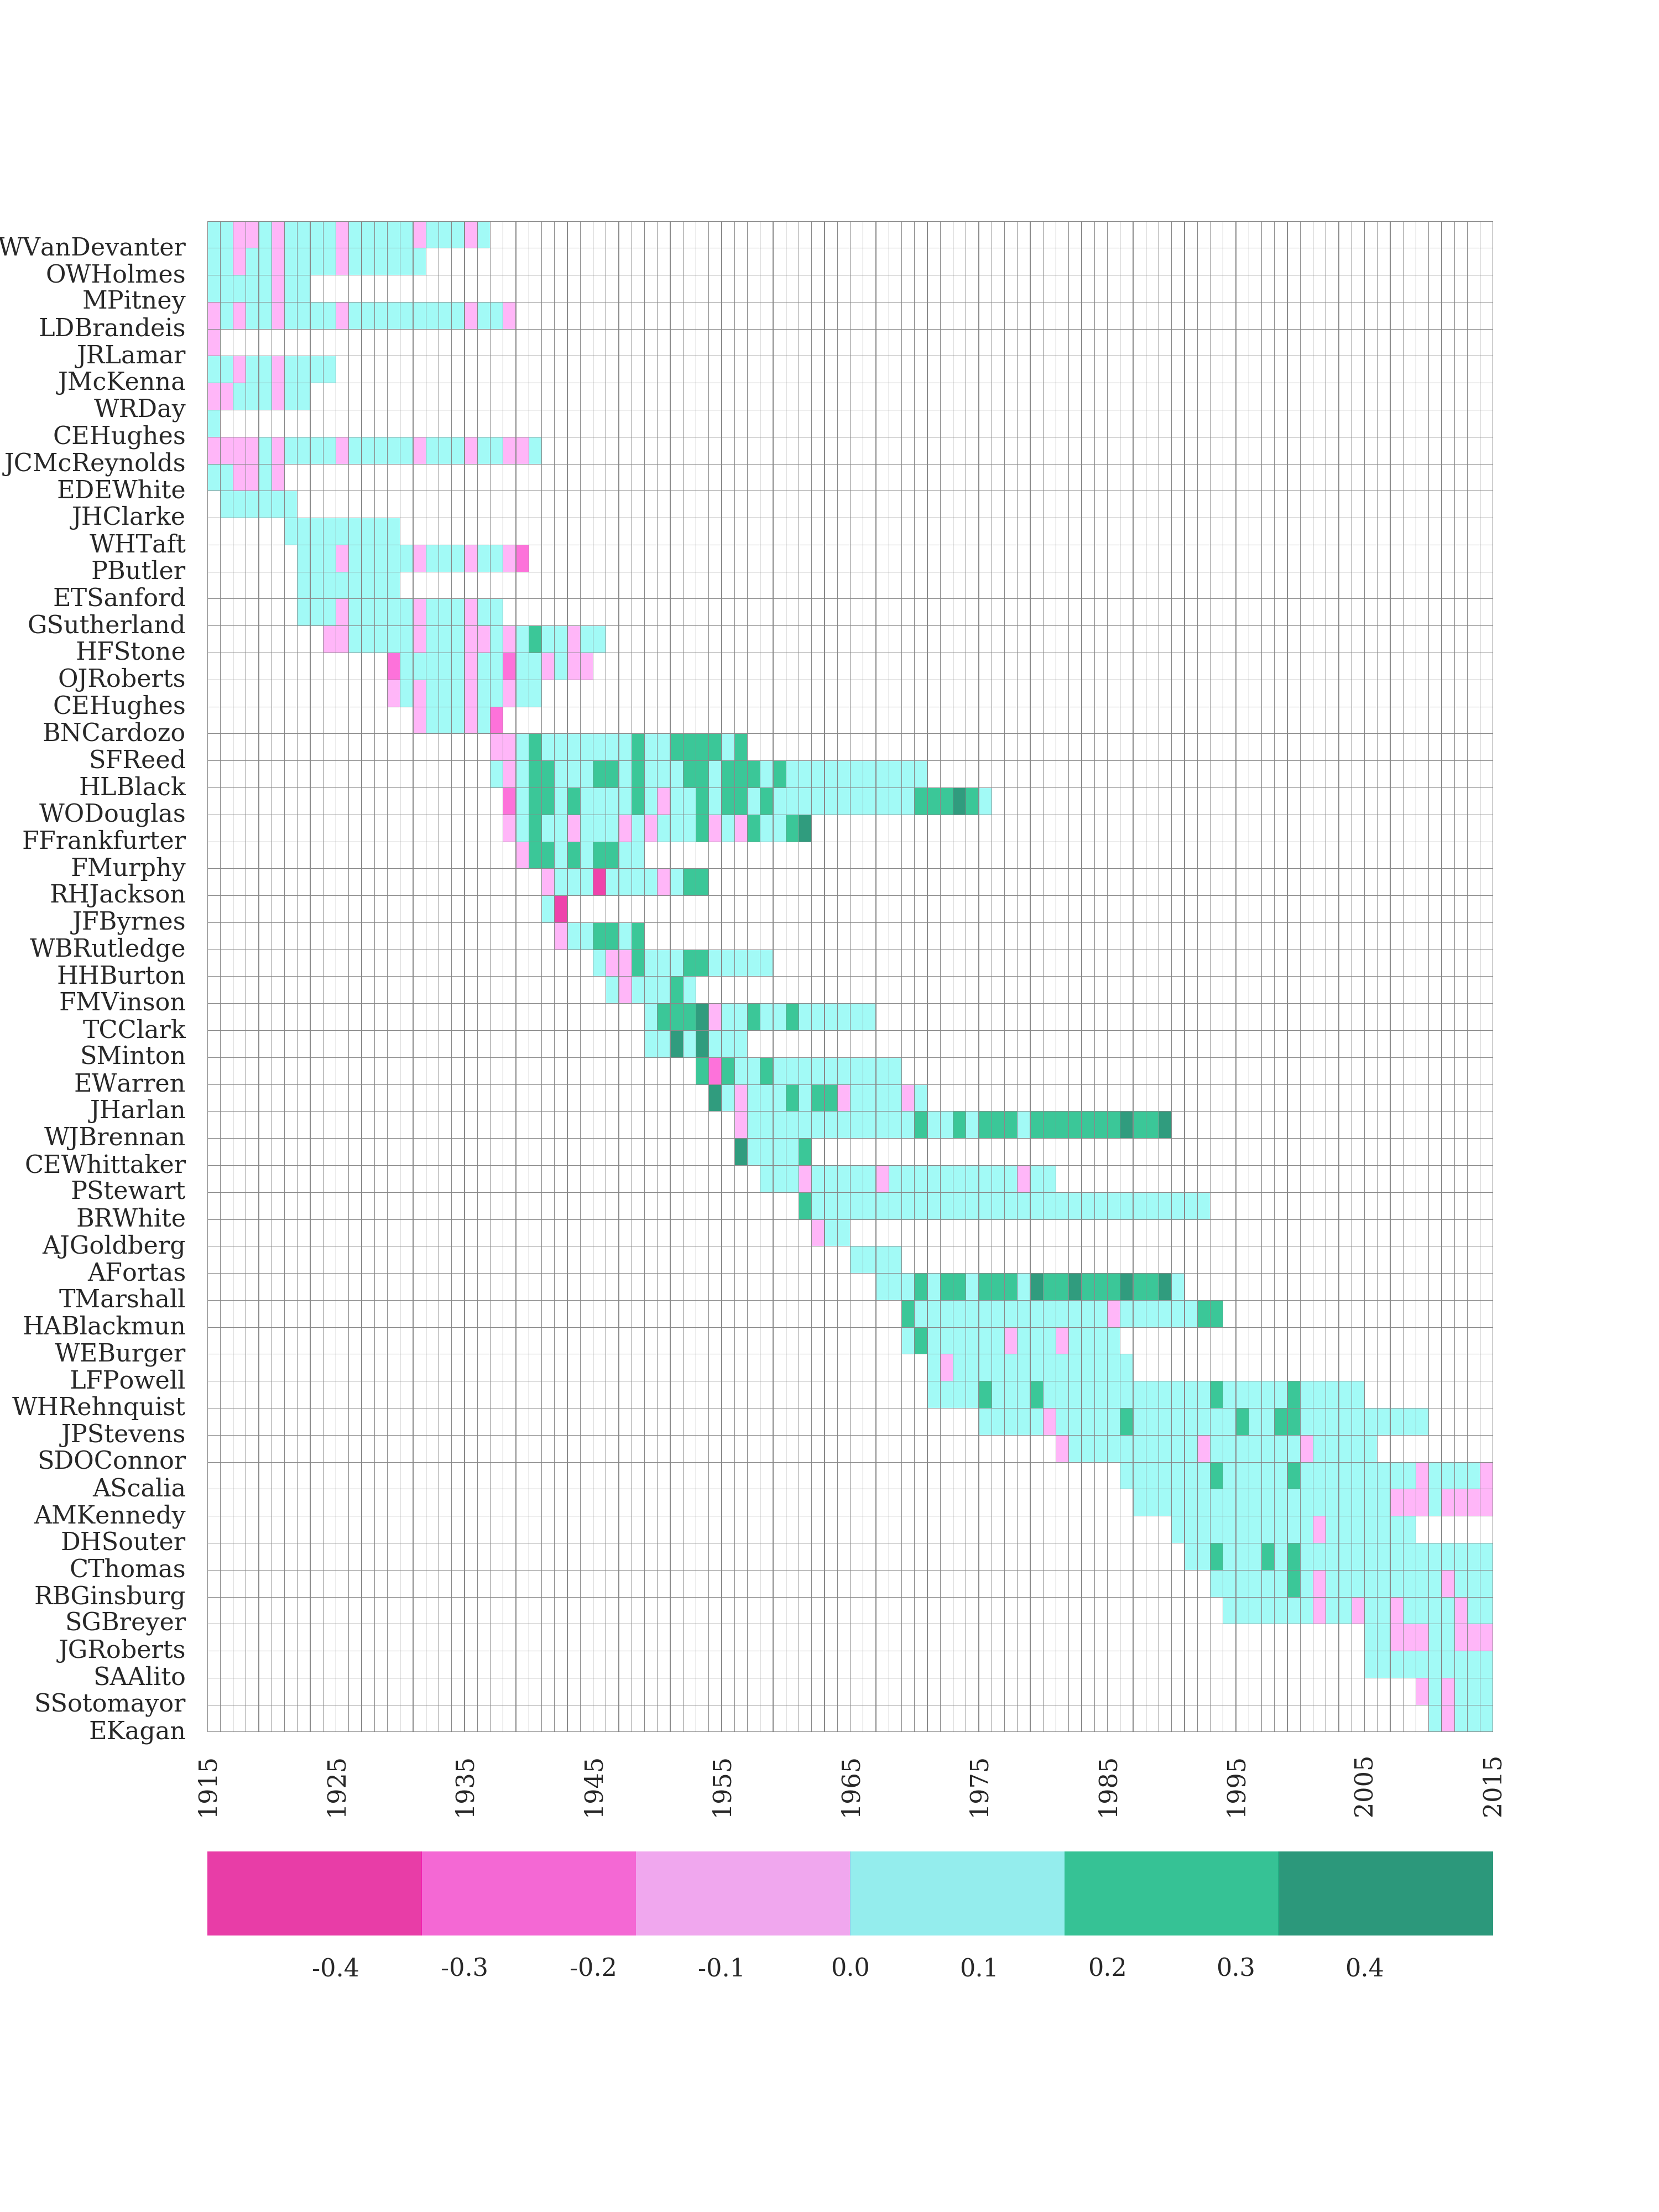 WVanDevanter
OWHolmes
MPitney
LDBrandeis
JRLamar
JMcKenna
WRDay
CEHughes
JCMcReynolds
EDEWhite
JHClarke
WHTaft
PButler
ETSanford
GSutherland
HFStone
OJRoberts
CEHughes
BNCardozo
SFReed
HLBlack
WODouglas
FFrankfurter
FMurphy
RHJackson
JFByrnes
WBRutledge
HHBurton
FMVinson
TCClark
SMinton
EWarren
JHarlan
WJBrennan
CEWhittaker
PStewart
BRWhite
AJGoldberg
AFortas
TMarshall
HABlackmun
WEBurger
LFPowell
WHRehnquist
JPStevens
SDOConnor
AScalia
AMKennedy
DHSouter
CThomas
RBGinsburg
SGBreyer
JGRoberts
SAAlito
SSotomayor
EKagan
1915 1925 1935 1945 1955 1965 1975 1985 1995 2005 2015
-0.4 -0.3 -0.2 -0.1 0.0 0.1 0.2 0.3 0.4